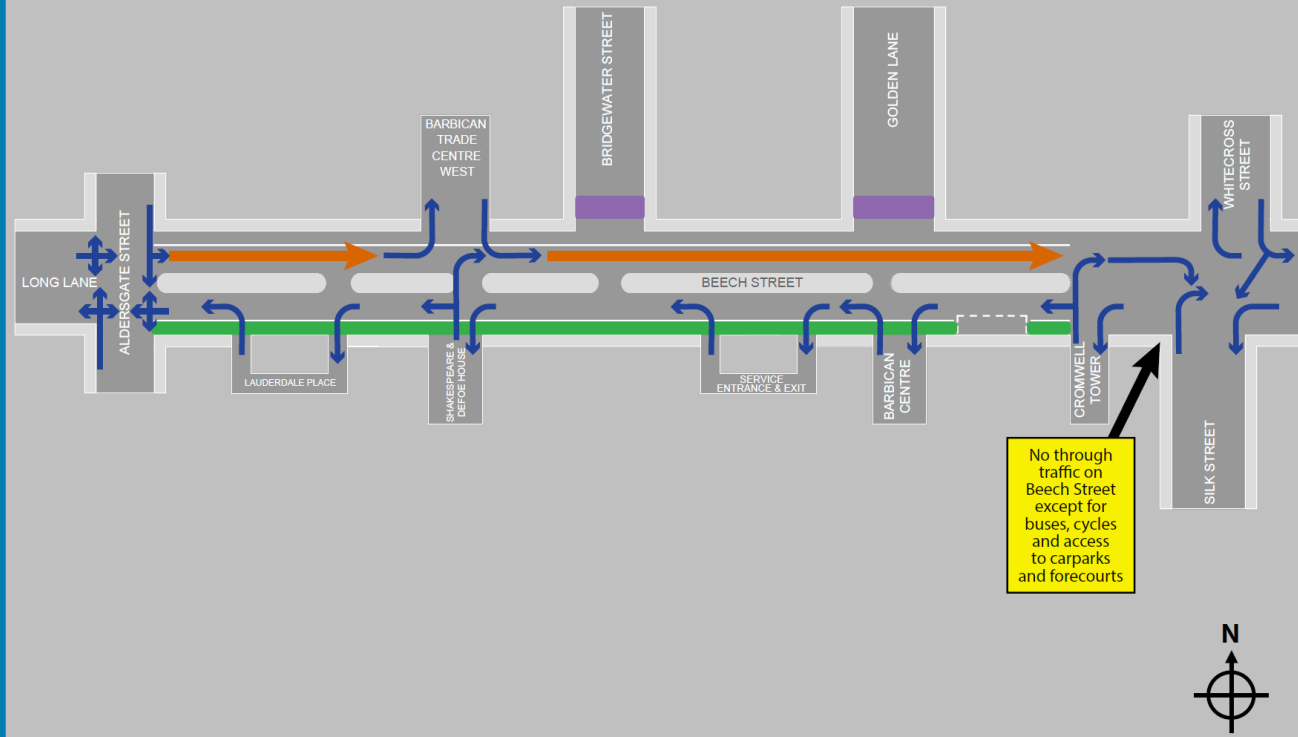 BRIDGEWATER STREET
GOLDEN LANE
BARBICAN
TRADE
CENTRE
WEST
WHITECROSS
STREET
ALDERSGATE STREET
LONG LANE
BEECH STREET
LAUDERDALE PLACE
SHAKESPEARE &
DEFOE HOUSE
SERVICE
ENTRANCE & EXIT
BARBICAN
CENTRE
CROMWELL
TOWER
SILK STREET
No through
traffic on
Beech Street
except for
buses, cycles
and access
to carparks
and forecourts
N